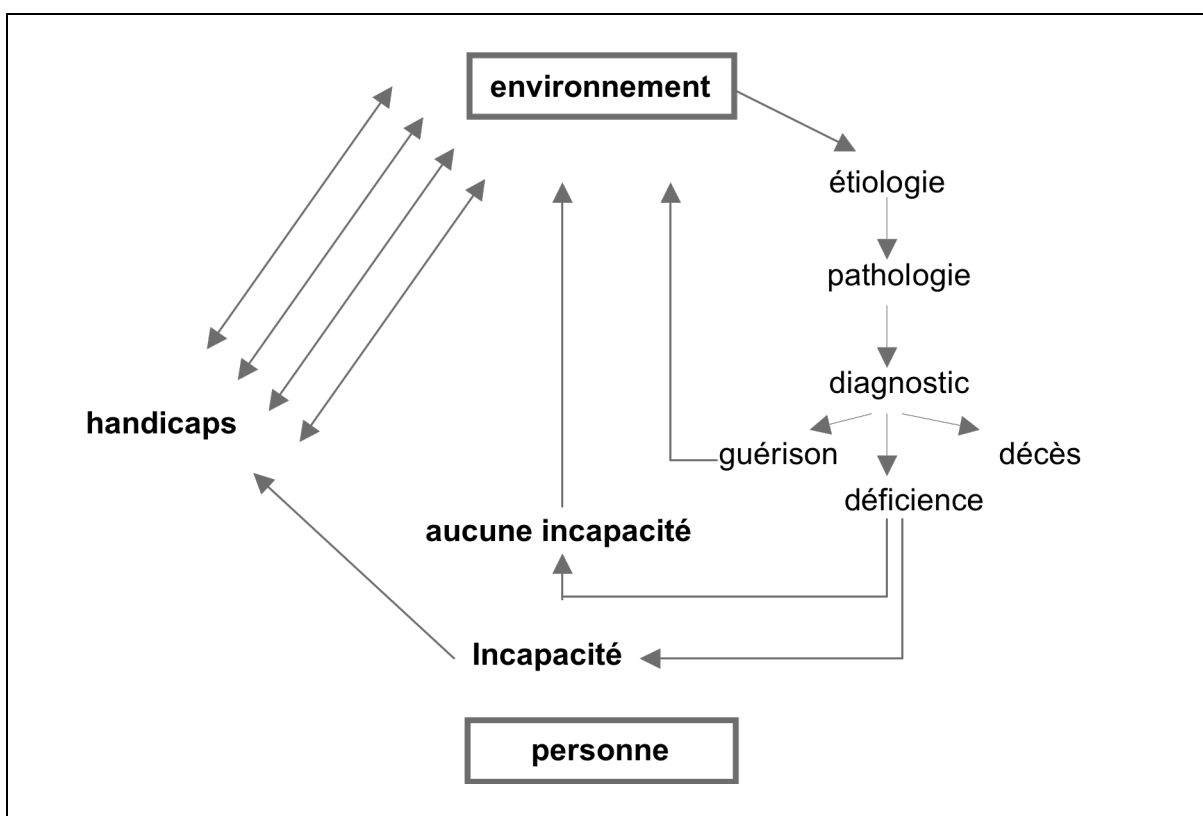 environnement
étiologie
pathologie
diagnostic
guérison
décès
déficience
handicaps
aucune incapacité
Incapacité
personne